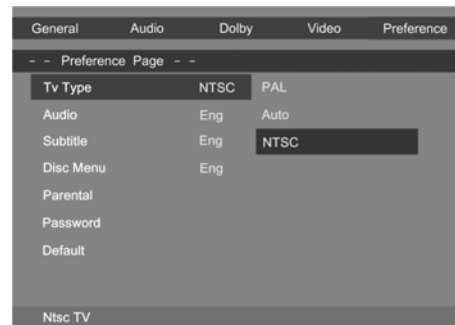 General Audio Dolby Video Preference
- - Preference Page - -
Tv Type NTSC PAL
Audio Eng Auto
Subtitle Eng NTSC
Disc Menu Eng
Parental
Password
Default
Ntsc TV